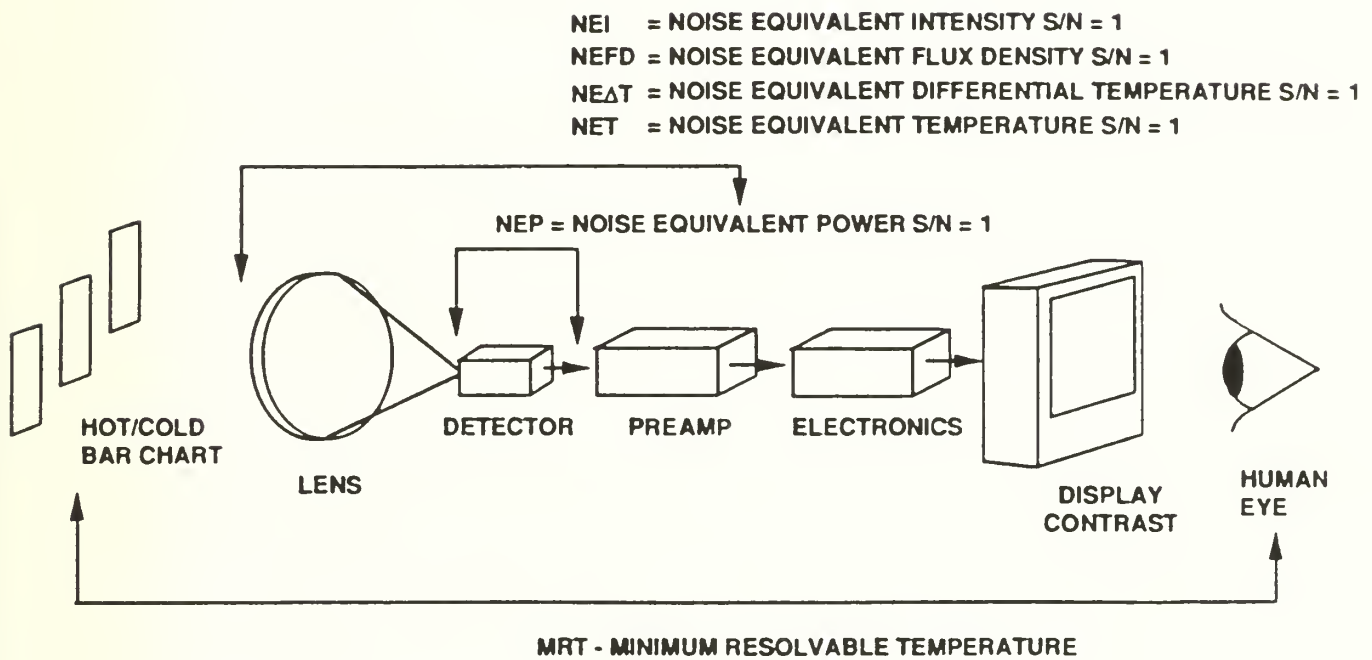 NEI = NOISE EQUIVALENT INTENSITY S/N = 1
NEFD = NOISE EQUIVALENT FLUX DENSITY S/N = 1
NEΔT = NOISE EQUIVALENT DIFFERENTIAL TEMPERATURE S/N = 1
NET = NOISE EQUIVALENT TEMPERATURE S/N = 1
NEP = NOISE EQUIVALENT POWER S/N = 1
HOT/COLD
BAR CHART
LENS
DETECTOR
PREAMP
ELECTRONICS
DISPLAY
CONTRAST
HUMAN
EYE
MRT - MINIMUM RESOLVABLE TEMPERATURE